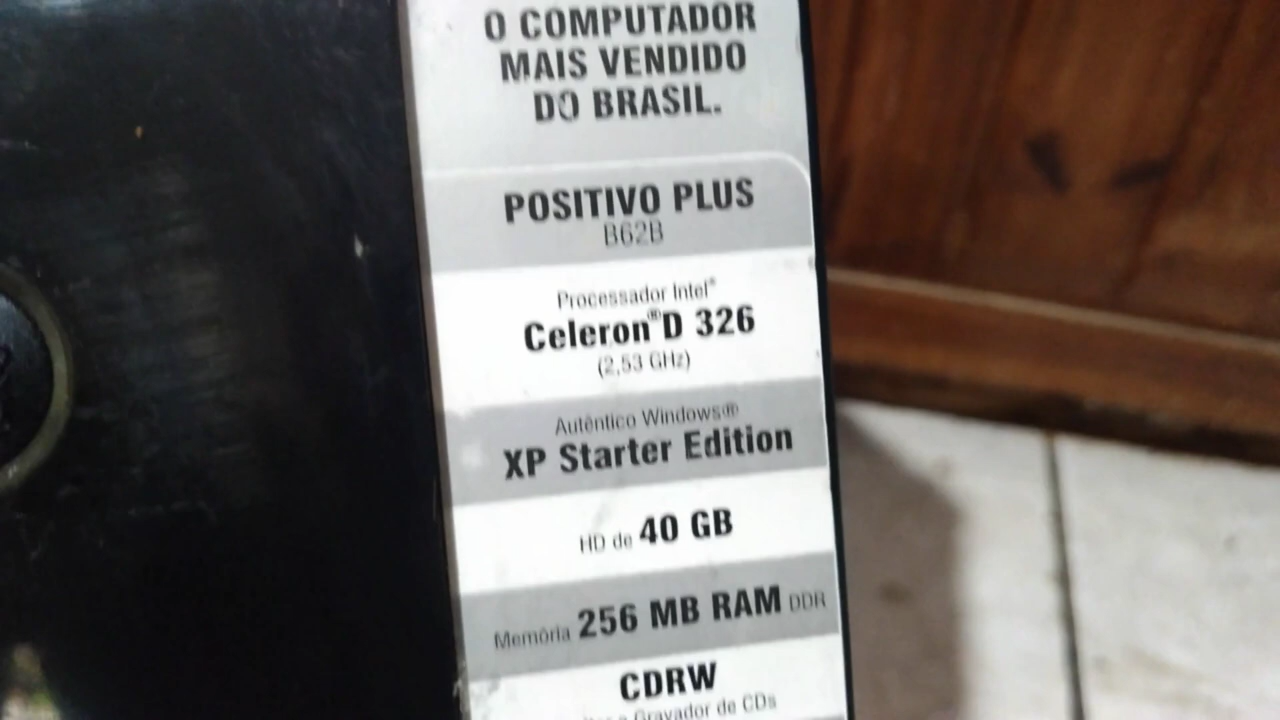 O COMPUTADOR
MAIS VENDIDO
DO BRASIL.
POSITIVO PLUS
B62B
Processador Intel®
Celeron®D 326
(2,53 GHz)
Autêntico Windows®
XP Starter Edition
HD de 40 GB
Memória 256 MB RAM DDR
CDRW
e Gravador de CDs